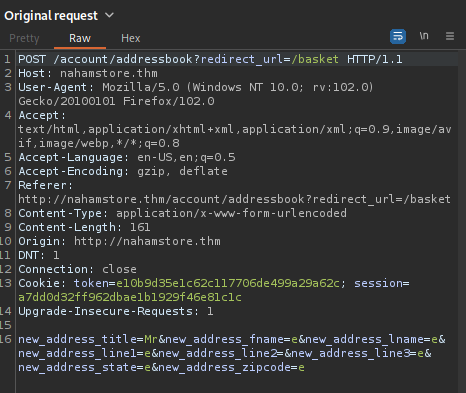 Original request
Pretty Raw Hex \n
1 POST /account/addressbook?redirect_url=/basket HTTP/1.1
2 Host: nahamstore.thm
3 User-Agent: Mozilla/5.0 (Windows NT 10.0; rv:102.0)
Gecko/20100101 Firefox/102.0
4 Accept:
text/html,application/xhtml+xml,application/xml;q=0.9,image/av
if,image/webp,*/*;q=0.8
5 Accept-Language: en-US,en;q=0.5
6 Accept-Encoding: gzip, deflate
7 Referer:
http://nahamstore.thm/account/addressbook?redirect_url=/basket
8 Content-Type: application/x-www-form-urlencoded
9 Content-Length: 161
10 Origin: http://nahamstore.thm
11 DNT: 1
12 Connection: close
13 Cookie: token=e10b9d35e1c62c117706de499a29a62c; session=
a7dd0d32ff962dbae1b1929f46e81c1c
14 Upgrade-Insecure-Requests: 1
15
16 new_address_title=Mr&new_address_fname=e&new_address_lname=e&
new_address_line1=e&new_address_line2=&new_address_line3=e&
new_address_state=e&new_address_zipcode=e